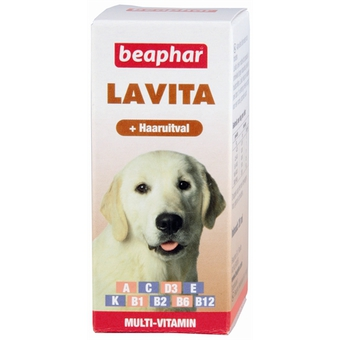 beaphar
LAVITA
+ Haaruitval
A C D3 E
K B1 B2 B6 B12
MULTI-VITAMIN